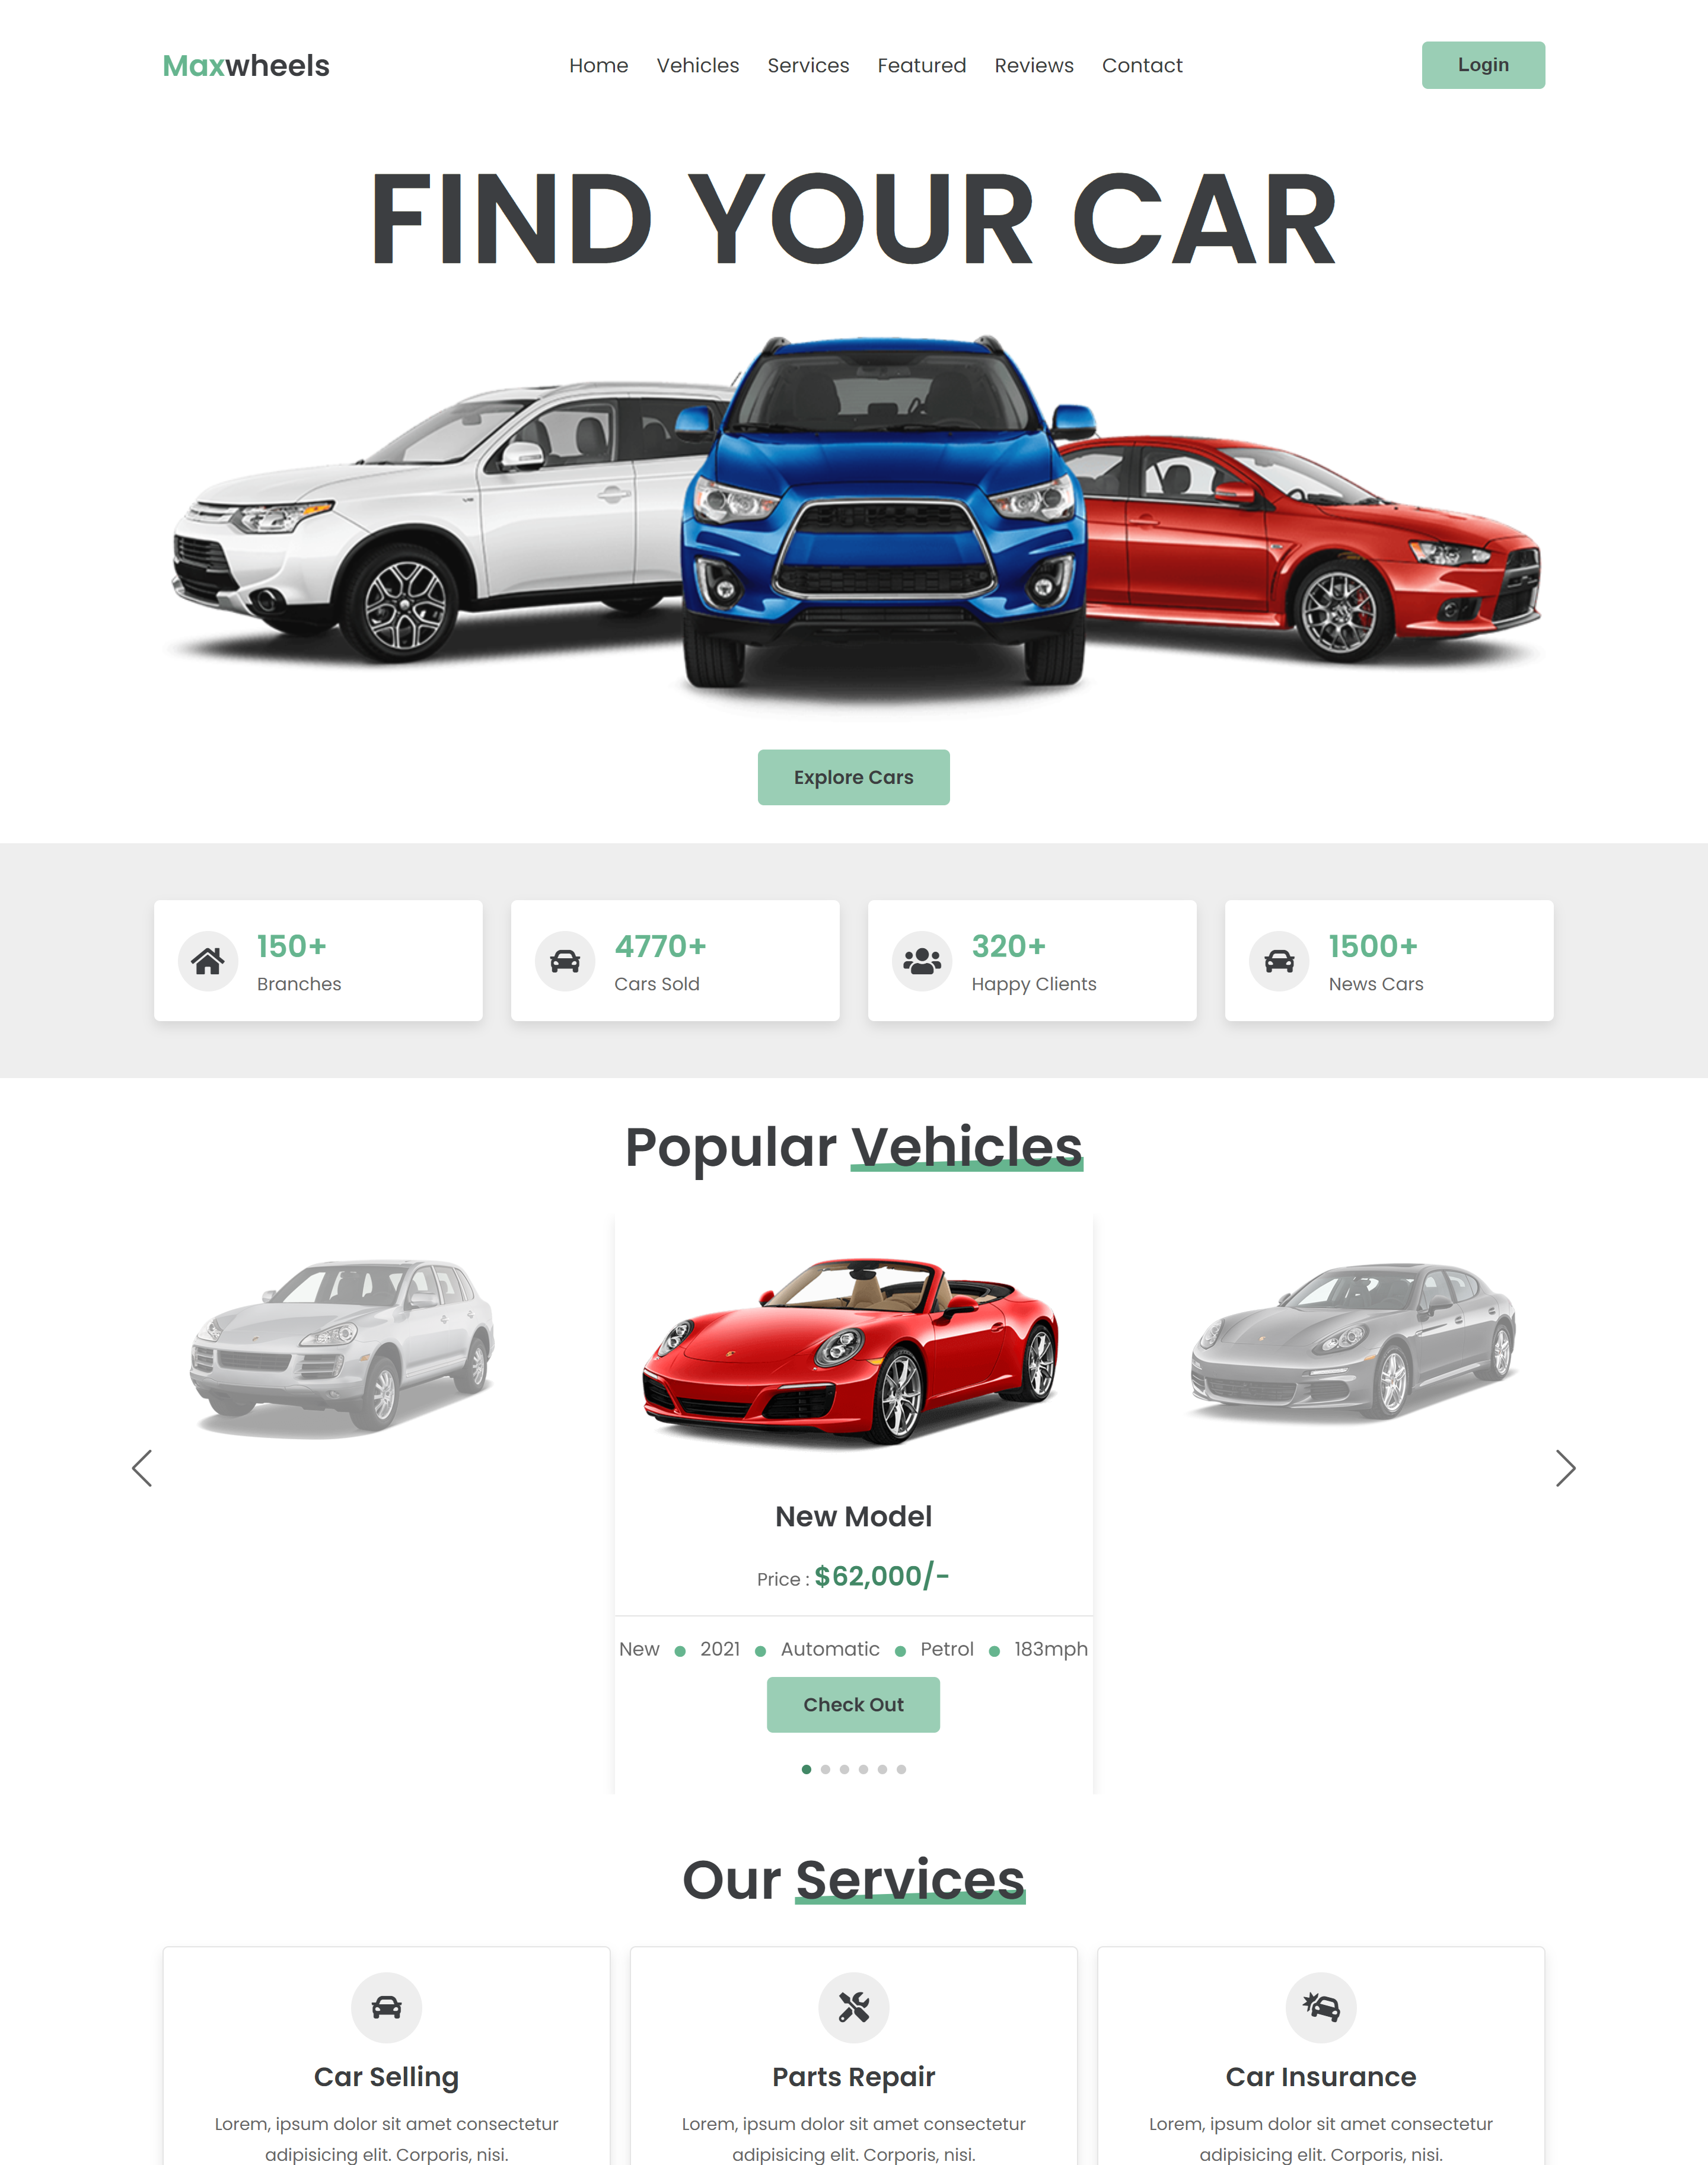 Maxwheels
Home Vehicles Services Featured Reviews Contact
Login
FIND YOUR CAR
Explore Cars
150+
Branches
4770+
Cars Sold
320+
Happy Clients
1500+
News Cars
Popular Vehicles
New Model
Price : $62,000/-
New 2021 Automatic Petrol 183mph
Check Out
Our Services
Car Selling
Lorem, ipsum dolor sit amet consectetur
adipisicing elit. Corporis, nisi.
Parts Repair
Lorem, ipsum dolor sit amet consectetur
adipisicing elit. Corporis, nisi.
Car Insurance
Lorem, ipsum dolor sit amet consectetur
adipisicing elit. Corporis, nisi.